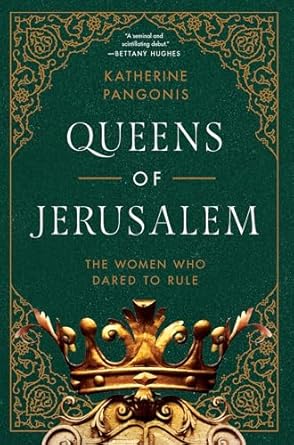 "A seminal and
scintillating debut."
—BETTANY HUGHES
KATHERINE
PANGONIS
QUEENS
OF
JERUSALEM
THE WOMEN WHO
DARED TO RULE